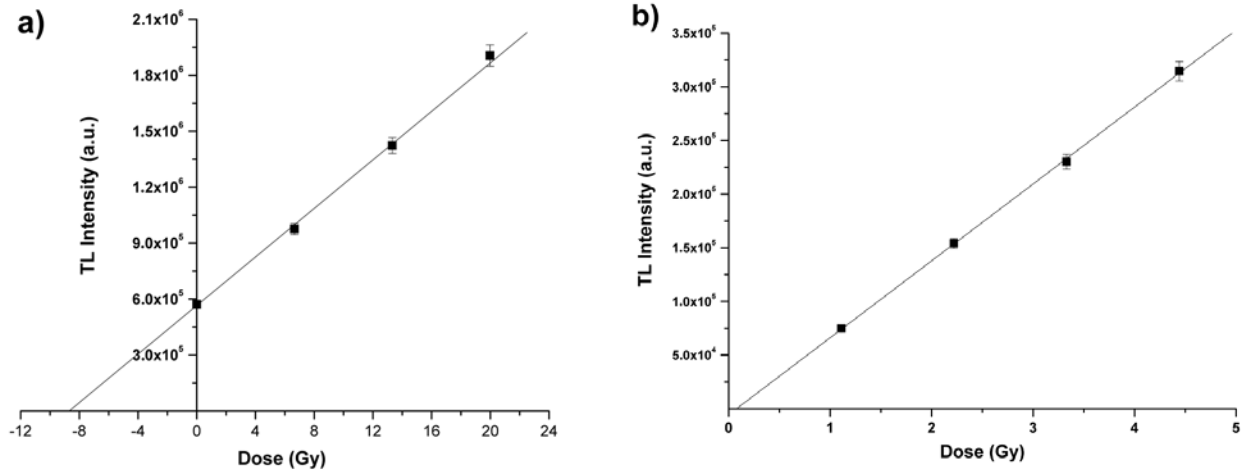 a)
2.1x10⁶
1.8x10⁶
1.5x10⁶
1.2x10⁶
9.0x10⁵
6.0x10⁵
3.0x10⁵
TL Intensity (a.u.)
-12 -8 -4 0 4 8 12 16 20 24
Dose (Gy)
b)
3.5x10⁵
3.0x10⁵
2.5x10⁵
2.0x10⁵
1.5x10⁵
1.0x10⁵
5.0x10⁴
TL Intensity (a.u.)
0 1 2 3 4 5
Dose (Gy)